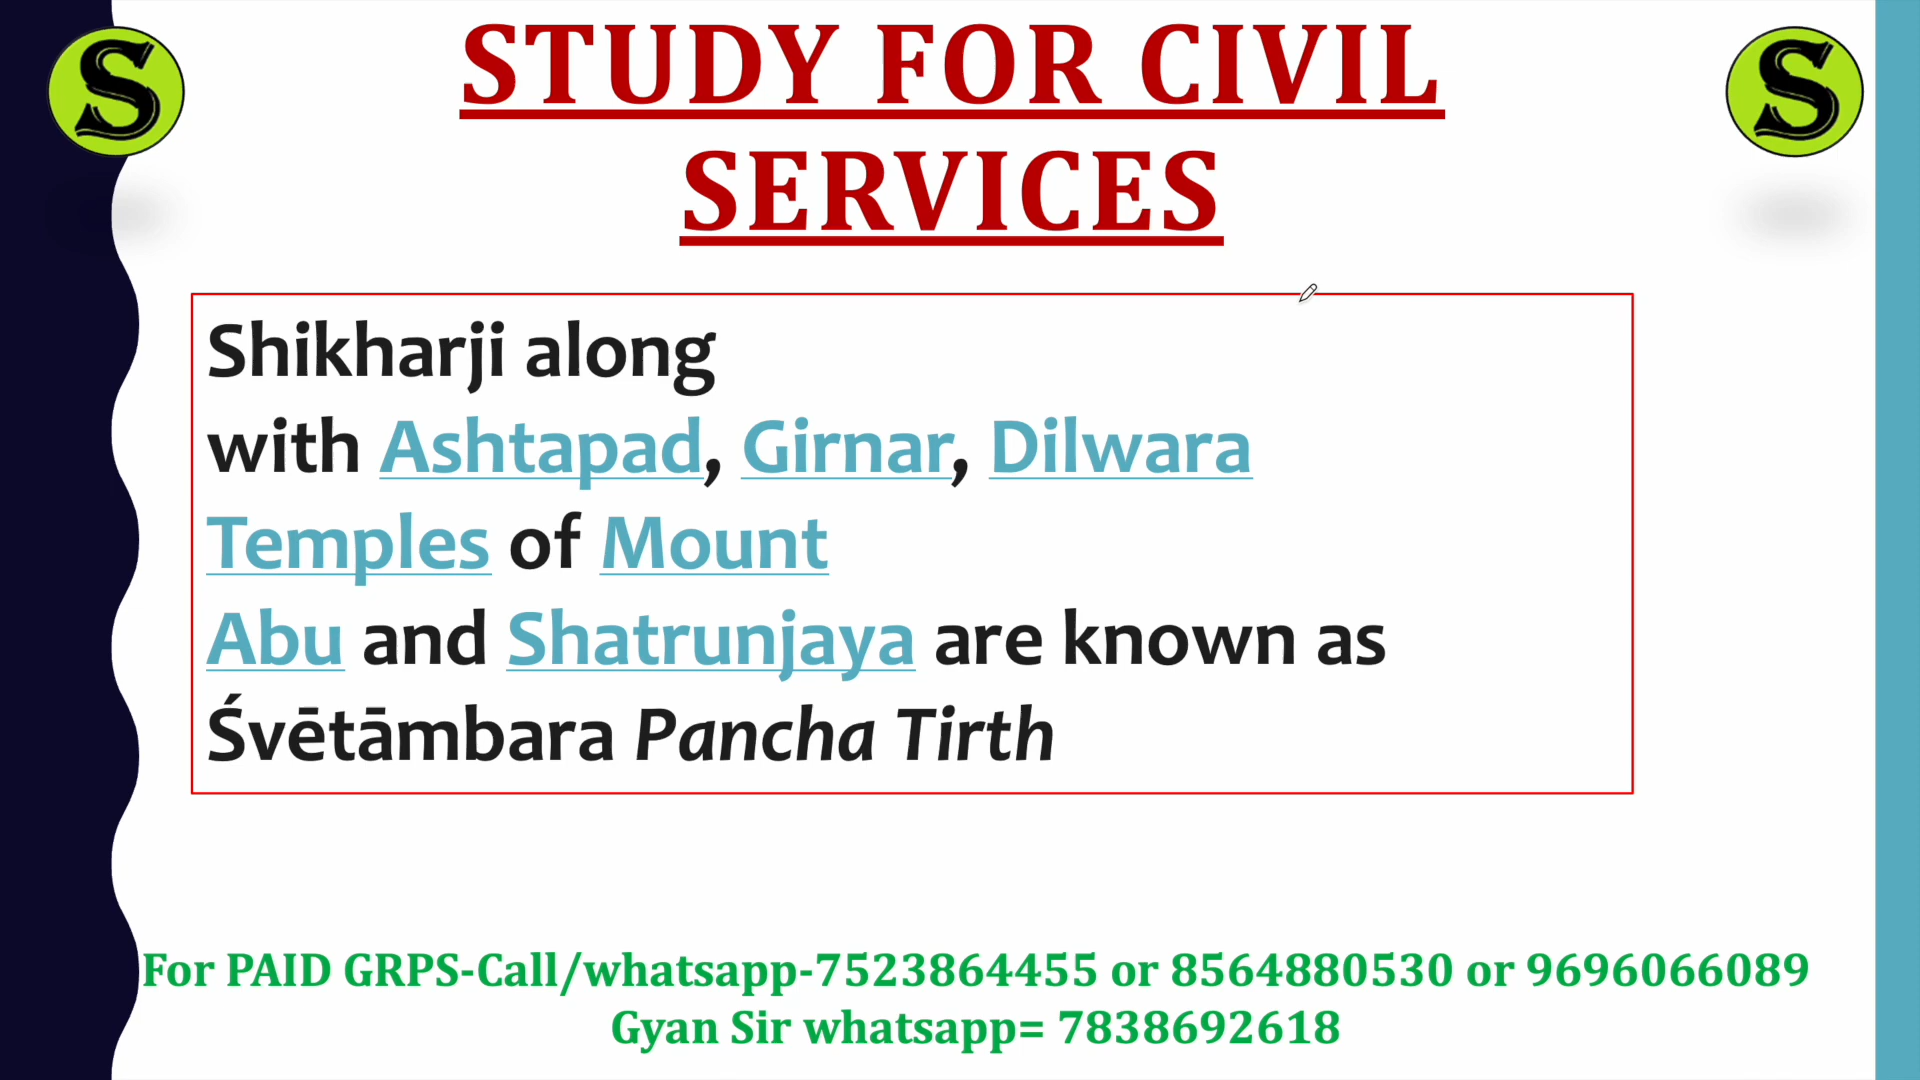 S
S
STUDY FOR CIVIL
SERVICES
Shikharji along
with Ashtapad, Girnar, Dilwara
Temples of Mount
Abu and Shatrunjaya are known as
Śvētāmbara Pancha Tirth
For PAID GRPS-Call/whatsapp-7523864455 or 8564880530 or 9696066089
Gyan Sir whatsapp= 7838692618